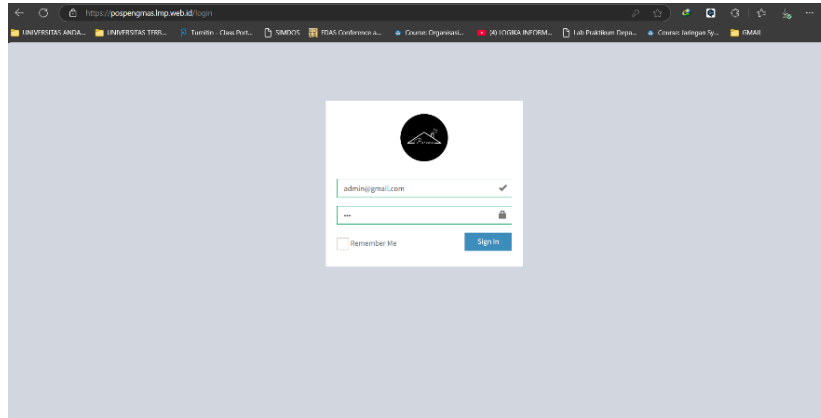 https://pospengmas.lmp.web.id/login
UNIVERSITAS ANDA... UNIVERSITAS TERB... Turnitin - Class Port... SIMDOS EDAS Conference a... Course: Organisasi... (4) LOGIKA INFORM... Lab Praktikum Depa... Course: Jaringan Sy... GMAIL
admin@gmail.com
Remember Me
Sign In